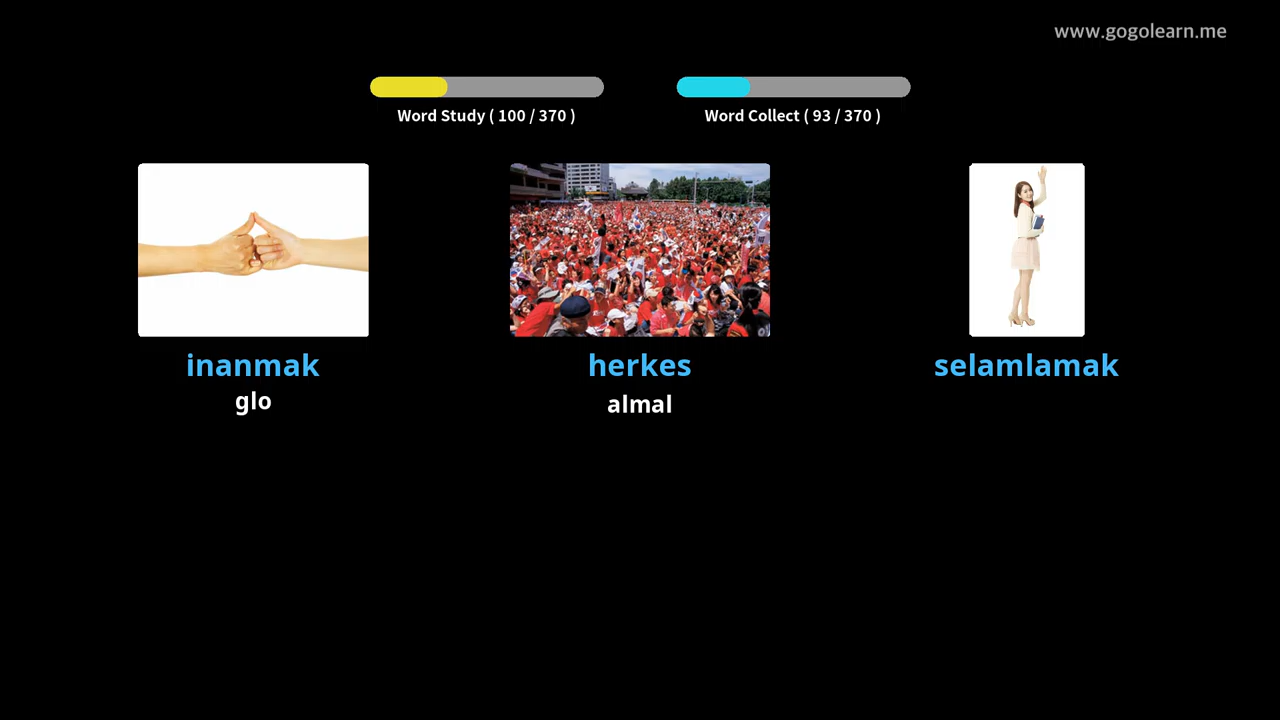 www.gogolearn.me
Word Study ( 100 / 370 )
Word Collect ( 93 / 370 )
inanmak
herkes
selamlamak
glo
almal